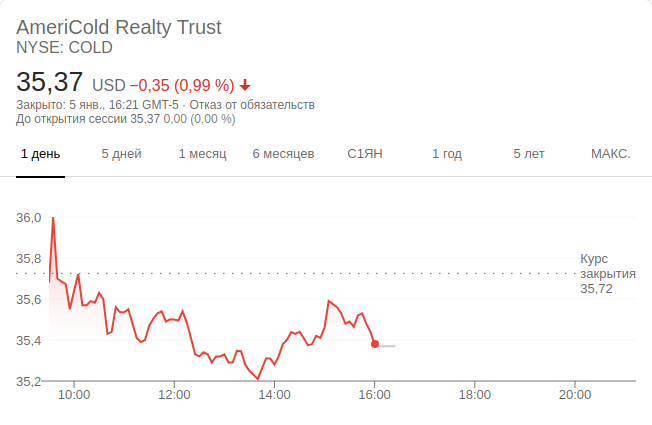 AmeriCold Realty Trust
NYSE: COLD
35,37 USD −0,35 (0,99 %)
Закрыто: 5 янв., 16:21 GMT-5 · Отказ от обязательств
До открытия сессии 35,37 0,00 (0,00 %)
1 день 5 дней 1 месяц 6 месяцев С1ЯН 1 год 5 лет МАКС.
36,0
35,8
Курс
закрытия
35,72
35,6
35,4
35,2
10:00 12:00 14:00 16:00 18:00 20:00